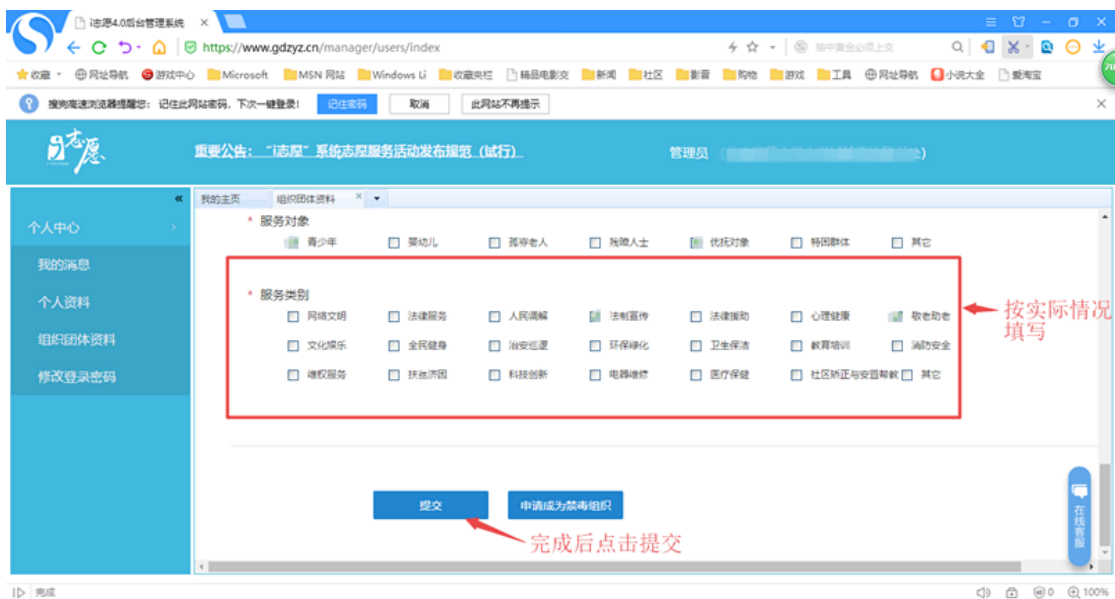 i志愿4.0后台管理系统
https://www.gdzyz.cn/manager/users/index
独中黄金必须上交
收藏 网址导航 游戏中心 Microsoft MSN 网站 Windows Li 收藏夹栏 精品电影交 新闻 社区 影音 购物 游戏 工具 网址导航 小说大全 爱淘宝
70
搜狗高速浏览器提醒您：记住此网站密码，下次一键登录！ 记住密码 取消 此网站不再提示
i志愿
重要公告：“i志愿”系统志愿服务活动发布规范（试行） 管理员
我的主页 组织团体资料
个人中心
我的消息
个人资料
组织团体资料
修改登录密码
* 服务对象
青少年 婴幼儿 孤寡老人 残障人士 优抚对象 特困群体 其它
* 服务类别
网络文明 法律服务 人民调解 法制宣传 法律援助 心理健康 敬老助老
文化娱乐 全民健身 治安巡逻 环保绿化 卫生保洁 教育培训 消防安全
维权服务 扶贫济困 科技创新 电器维修 医疗保健 社区矫正与安置帮教 其它
按实际情况
填写
提交 申请成为禁毒组织
完成后点击提交
在线客服
完成
0 100%